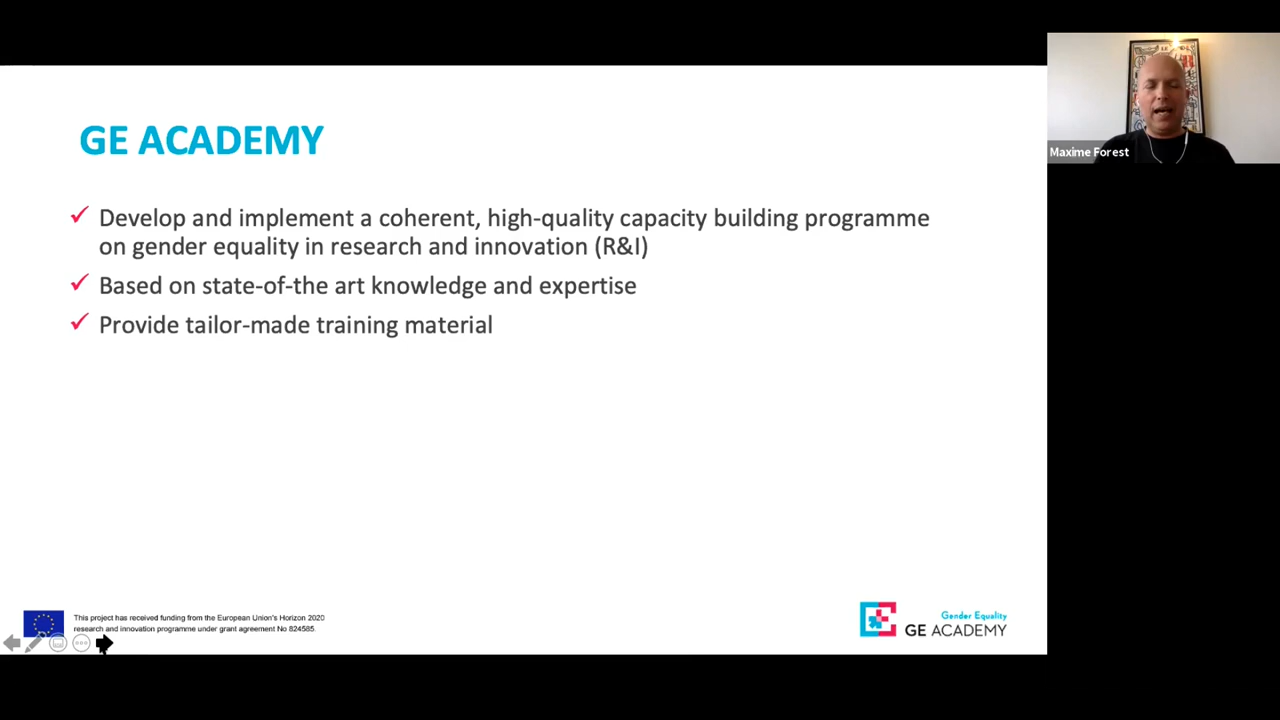 GE ACADEMY
Develop and implement a coherent, high-quality capacity building programme
on gender equality in research and innovation (R&I)
Based on state-of-the art knowledge and expertise
Provide tailor-made training material
Maxime Forest
This project has received funding from the European Union's Horizon 2020
research and innovation programme under grant agreement No 824585.
Gender Equality
GE ACADEMY